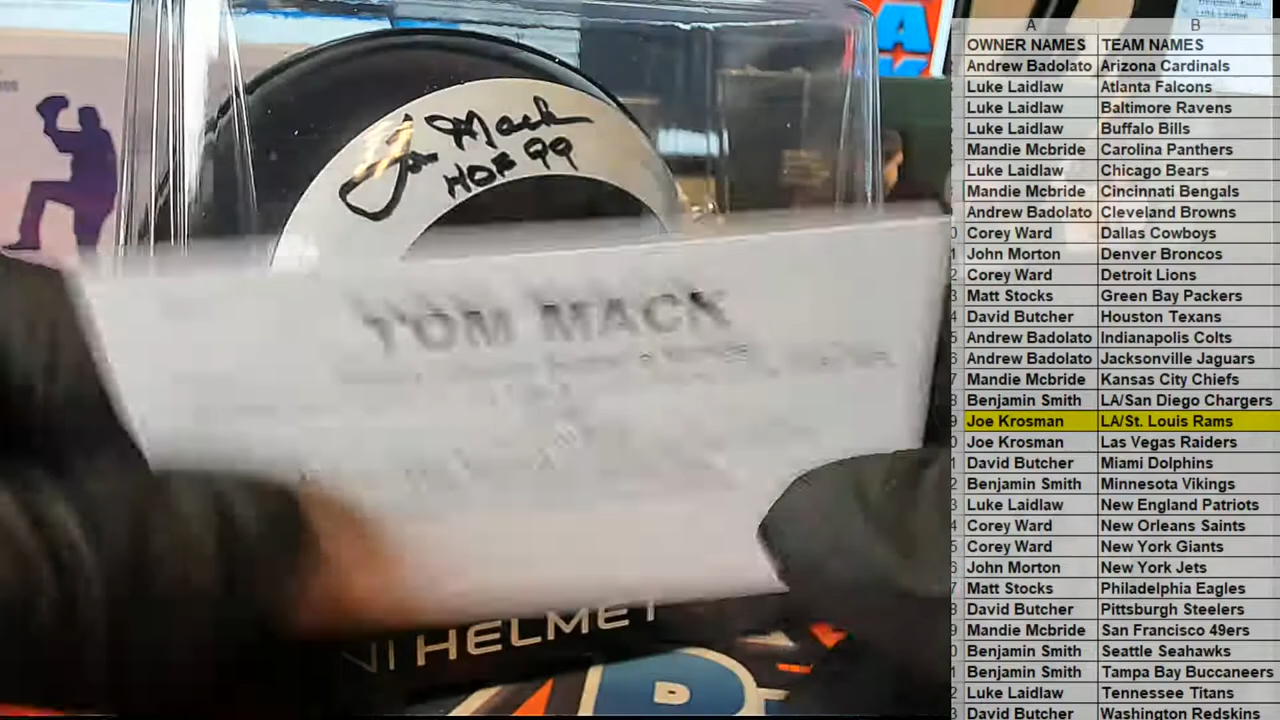 Tom Mack
HOF 99
TOM MACK
INI HELMET
A B
OWNER NAMES TEAM NAMES
Andrew Badolato Arizona Cardinals
Luke Laidlaw Atlanta Falcons
Luke Laidlaw Baltimore Ravens
Luke Laidlaw Buffalo Bills
Mandie Mcbride Carolina Panthers
Luke Laidlaw Chicago Bears
Mandie Mcbride Cincinnati Bengals
Andrew Badolato Cleveland Browns
Corey Ward Dallas Cowboys
John Morton Denver Broncos
Corey Ward Detroit Lions
Matt Stocks Green Bay Packers
David Butcher Houston Texans
Andrew Badolato Indianapolis Colts
Andrew Badolato Jacksonville Jaguars
Mandie Mcbride Kansas City Chiefs
Benjamin Smith LA/San Diego Chargers
Joe Krosman LA/St. Louis Rams
Joe Krosman Las Vegas Raiders
David Butcher Miami Dolphins
Benjamin Smith Minnesota Vikings
Luke Laidlaw New England Patriots
Corey Ward New Orleans Saints
Corey Ward New York Giants
John Morton New York Jets
Matt Stocks Philadelphia Eagles
David Butcher Pittsburgh Steelers
Mandie Mcbride San Francisco 49ers
Benjamin Smith Seattle Seahawks
Benjamin Smith Tampa Bay Buccaneers
Luke Laidlaw Tennessee Titans
David Butcher Washington Redskins